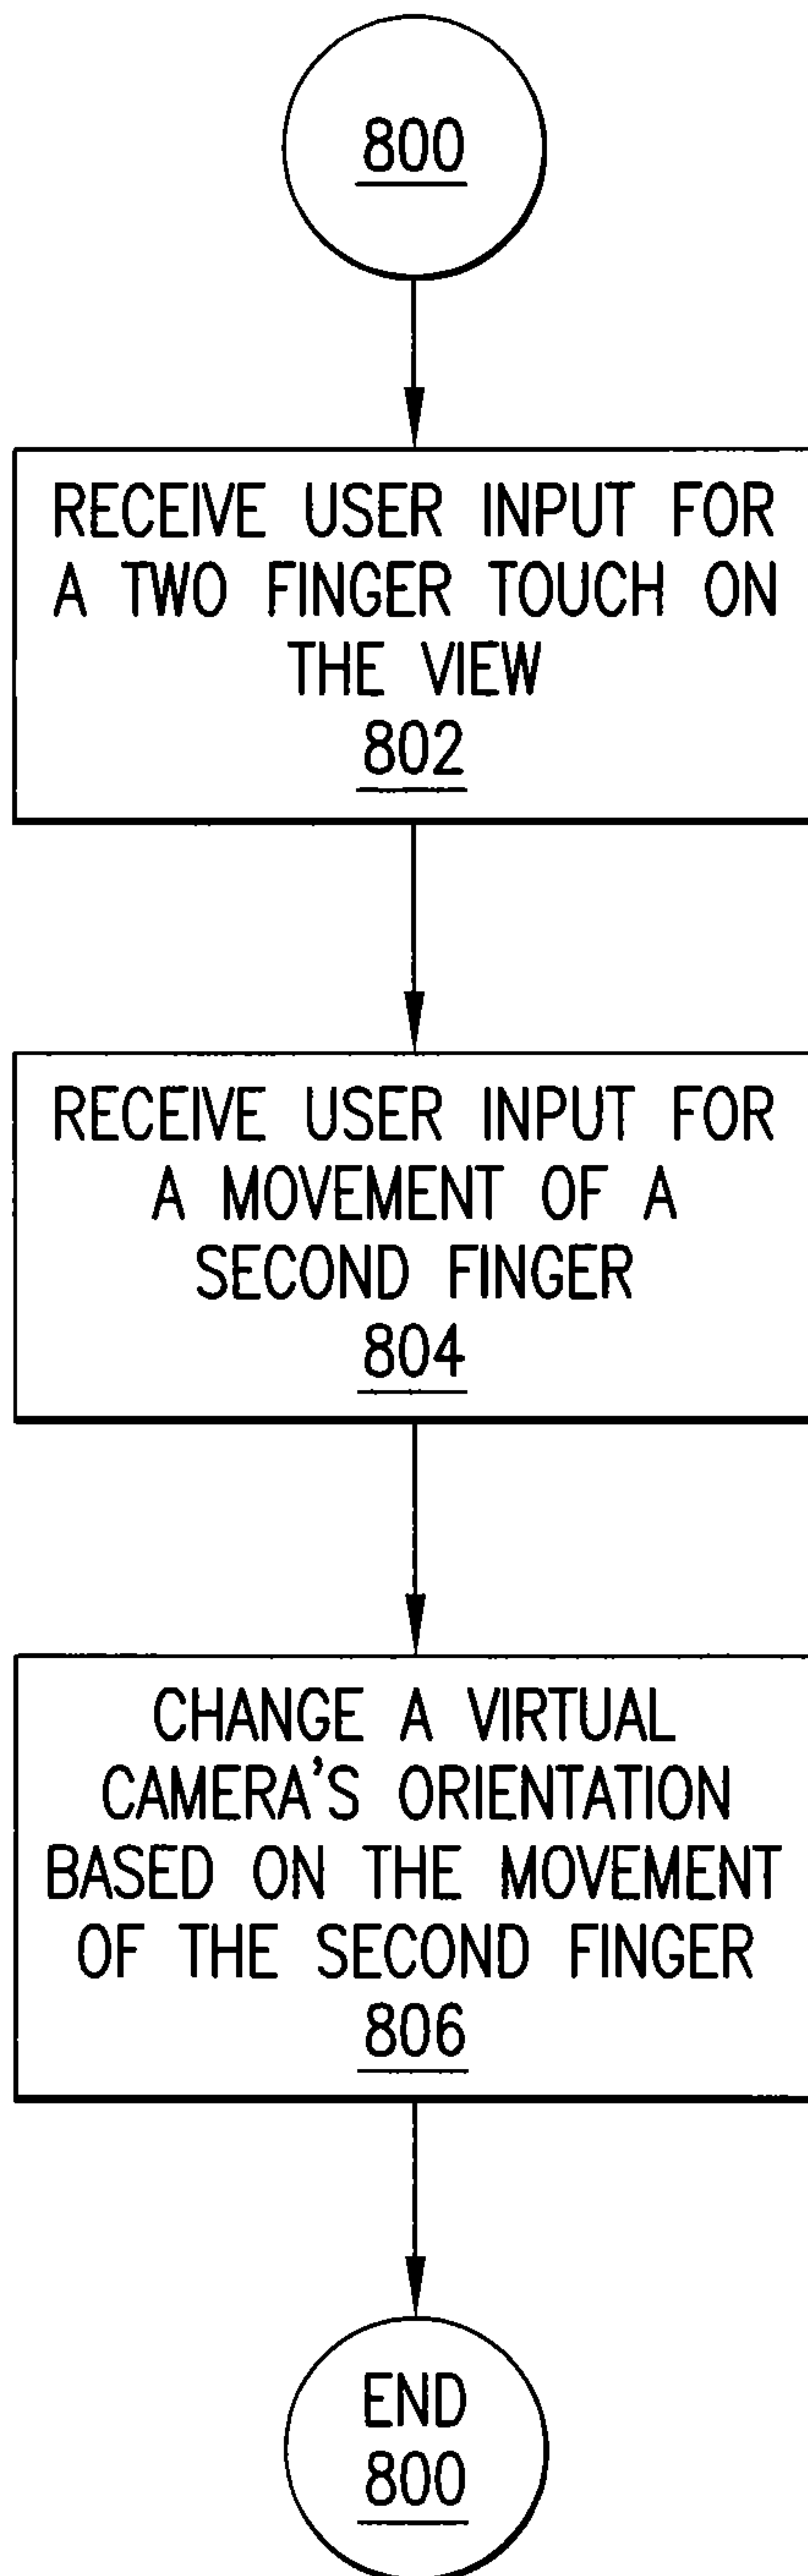 800
RECEIVE USER INPUT FOR
A TWO FINGER TOUCH ON
THE VIEW
802
RECEIVE USER INPUT FOR
A MOVEMENT OF A
SECOND FINGER
804
CHANGE A VIRTUAL
CAMERA'S ORIENTATION
BASED ON THE MOVEMENT
OF THE SECOND FINGER
806
END
800